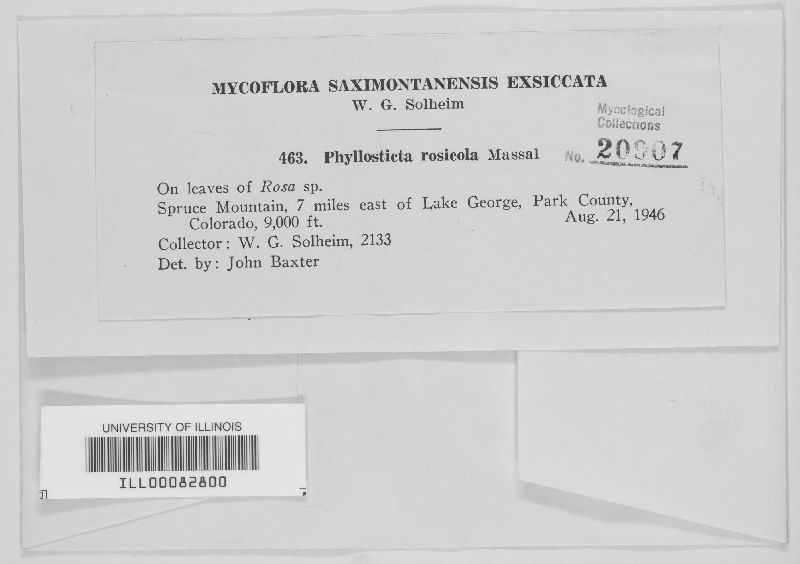 MYCOFLORA SAXIMONTANENSIS EXSICCATA
W. G. Solheim
Mycological
Collections
463. Phyllosticta rosicola Massal No. 20907
On leaves of Rosa sp.
Spruce Mountain, 7 miles east of Lake George, Park County,
Colorado, 9,000 ft. Aug. 21, 1946
Collector: W. G. Solheim, 2133
Det. by: John Baxter
UNIVERSITY OF ILLINOIS
ILL00082800